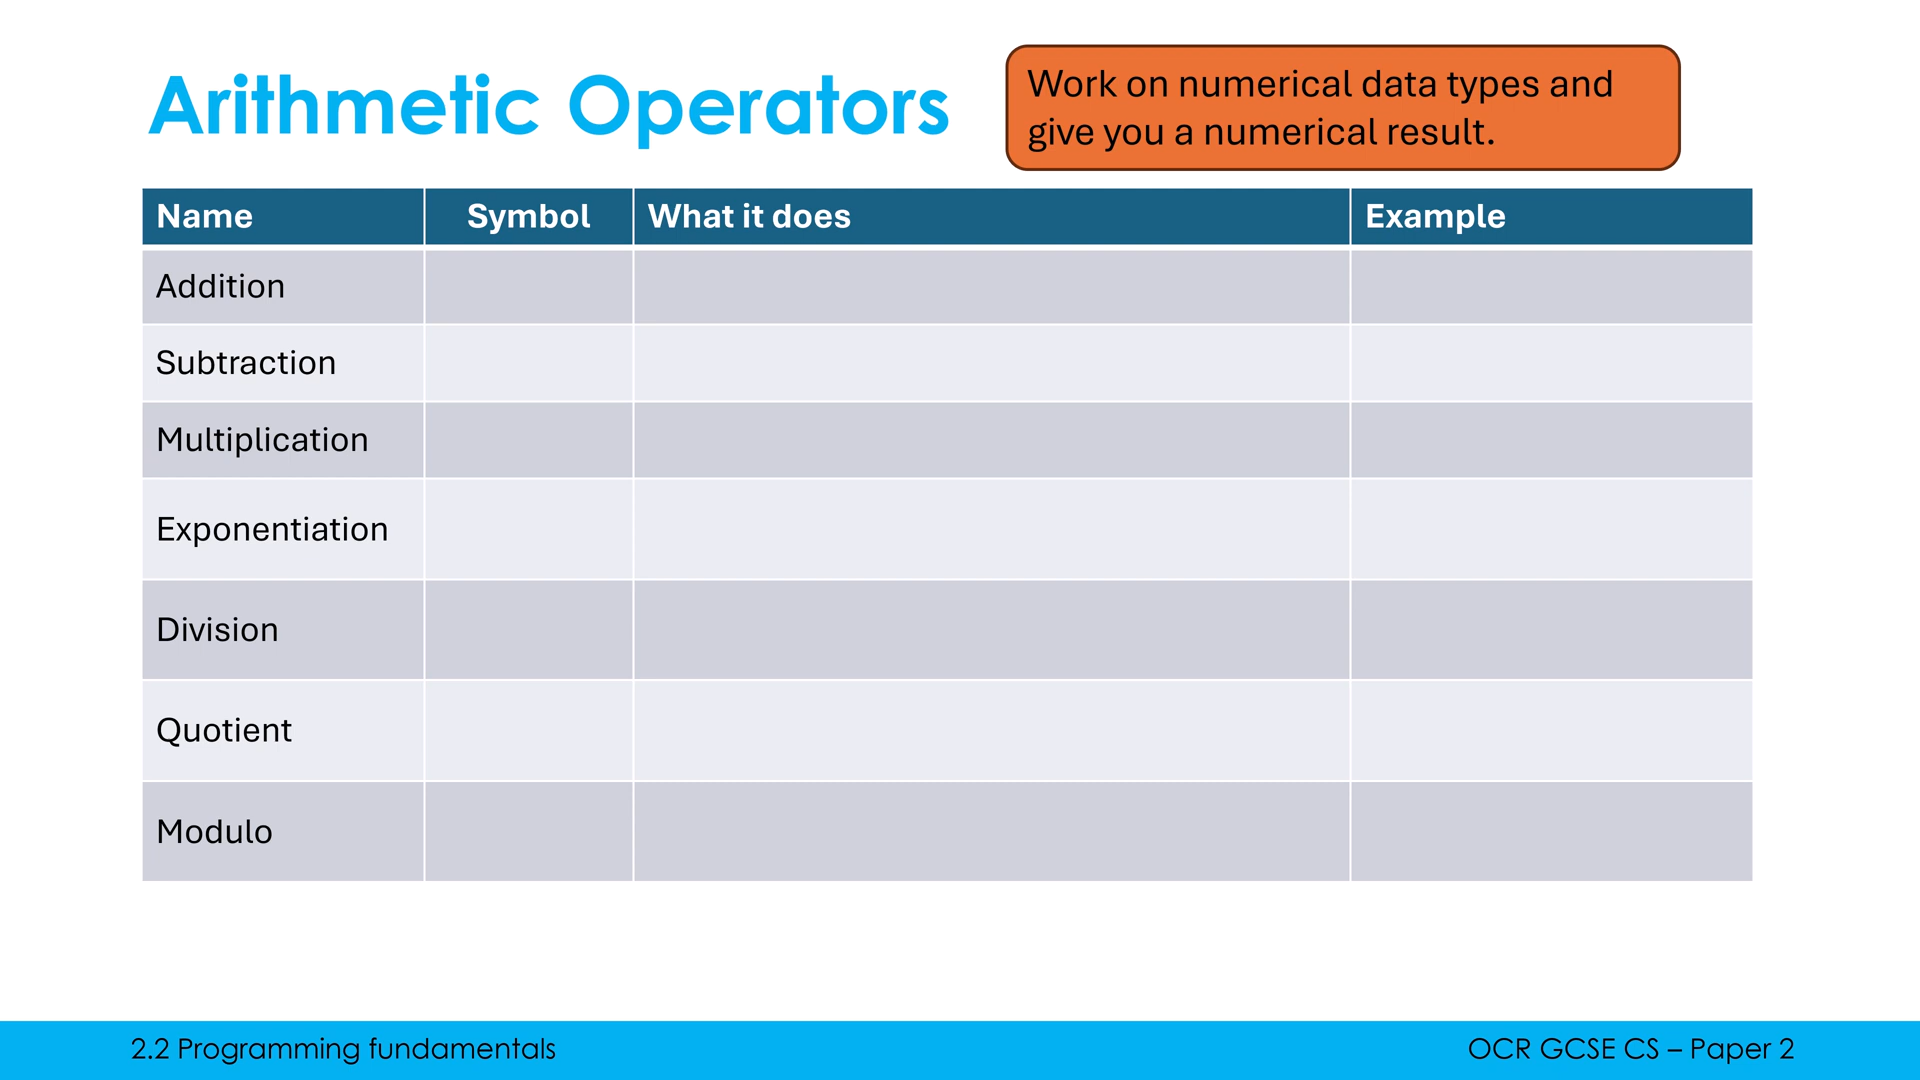 Arithmetic Operators
Work on numerical data types and
give you a numerical result.
Name Symbol What it does Example
Addition
Subtraction
Multiplication
Exponentiation
Division
Quotient
Modulo
2.2 Programming fundamentals
OCR GCSE CS – Paper 2